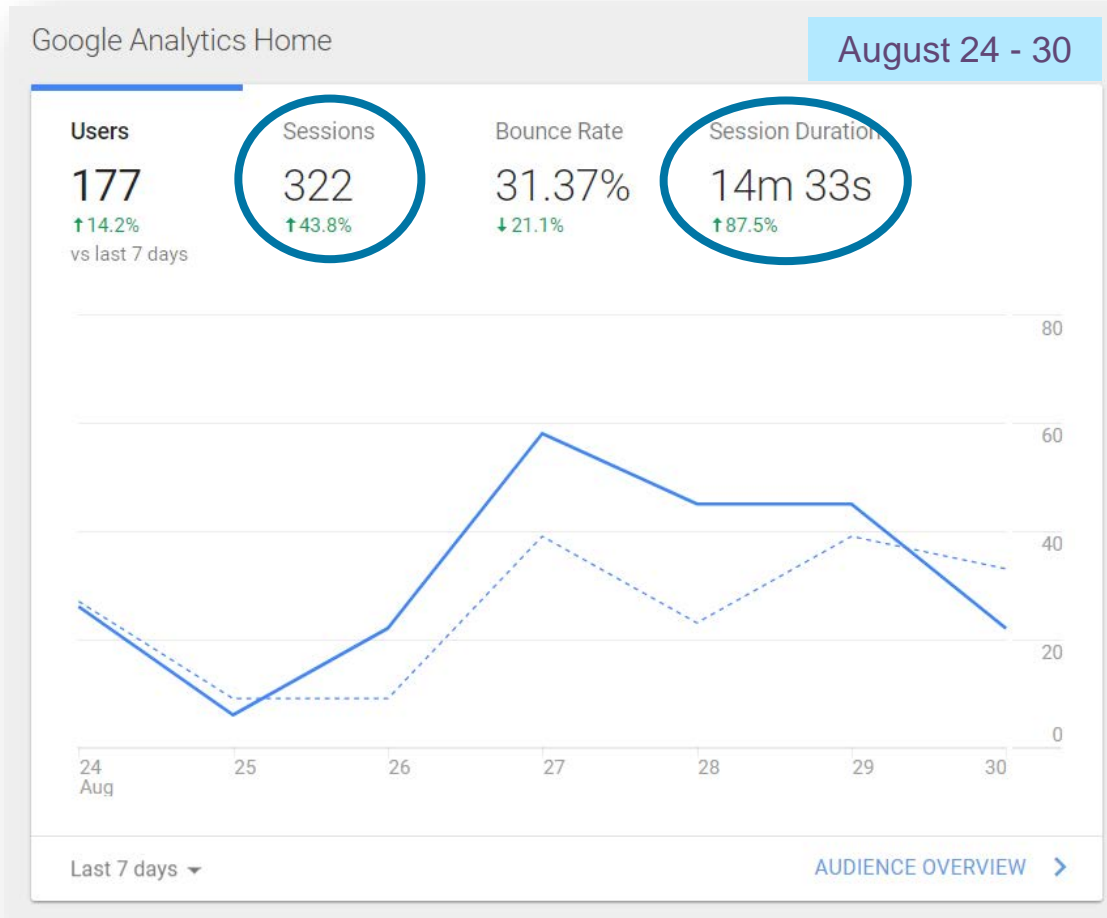 Google Analytics Home
August 24 - 30
Users
Sessions
Bounce Rate
Session Duration
177
322
31.37%
14m 33s
↑14.2%
↑43.8%
↓21.1%
↑87.5%
vs last 7 days
80
60
40
20
0
24
25
26
27
28
29
30
Aug
Last 7 days
AUDIENCE OVERVIEW